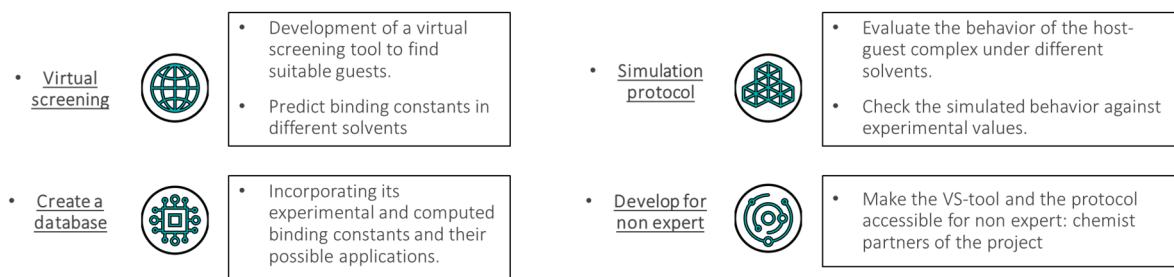 • Virtual
screening
• Development of a virtual
screening tool to find
suitable guests.
• Predict binding constants in
different solvents
• Simulation
protocol
• Evaluate the behavior of the host-
guest complex under different
solvents.
• Check the simulated behavior against
experimental values.
• Create a
database
• Incorporating its
experimental and computed
binding constants and their
possible applications.
• Develop for
non expert
• Make the VS-tool and the protocol
accessible for non expert: chemist
partners of the project